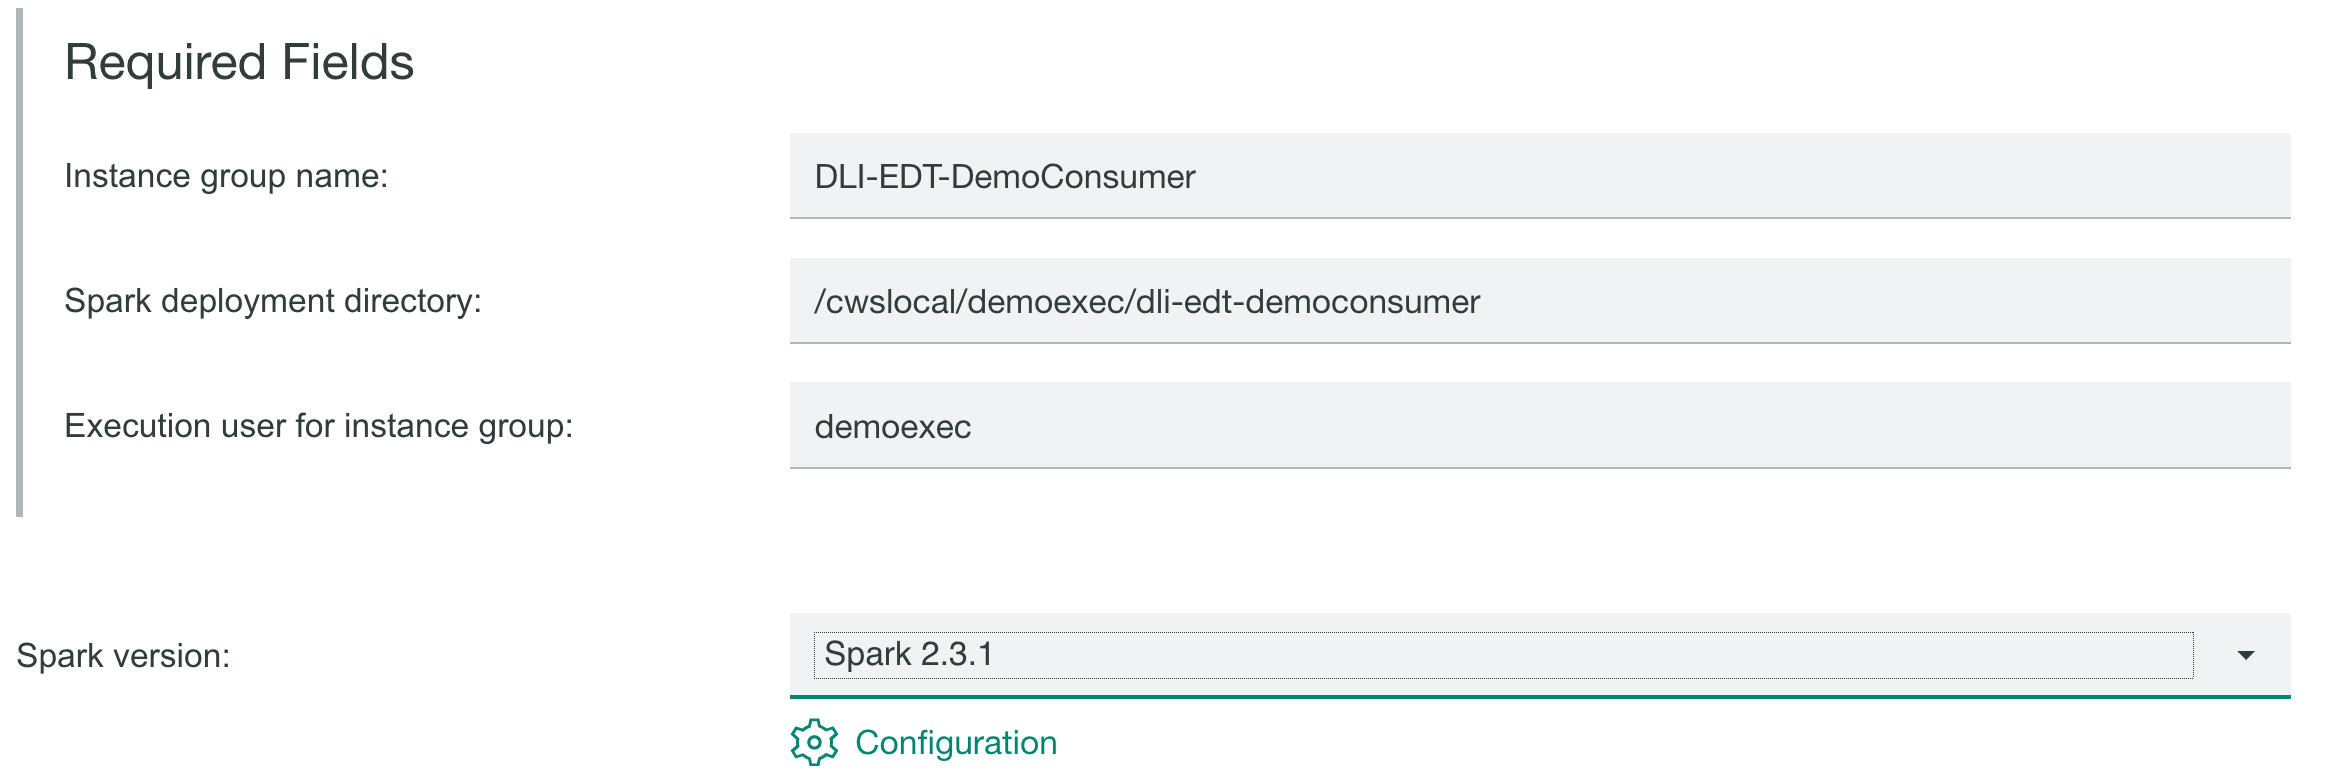 Required Fields
Instance group name: DLI-EDT-DemoConsumer
Spark deployment directory: /cwslocal/demoexec/dli-edt-democonsumer
Execution user for instance group: demoexec
Spark version: Spark 2.3.1
Configuration